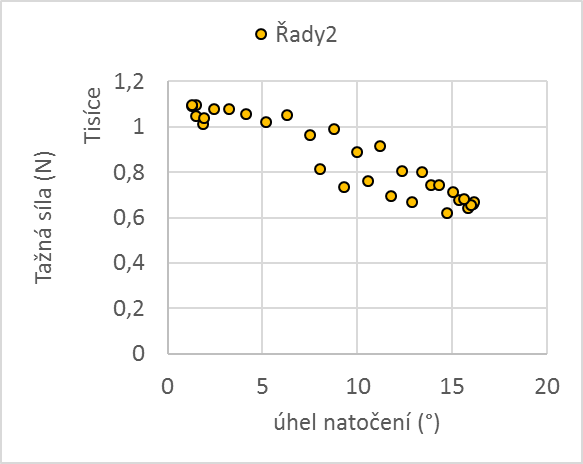 Řady2
Tažná síla (N)
Tisíce
1,2
1
0,8
0,6
0,4
0,2
0
0 5 10 15 20
úhel natočení (°)